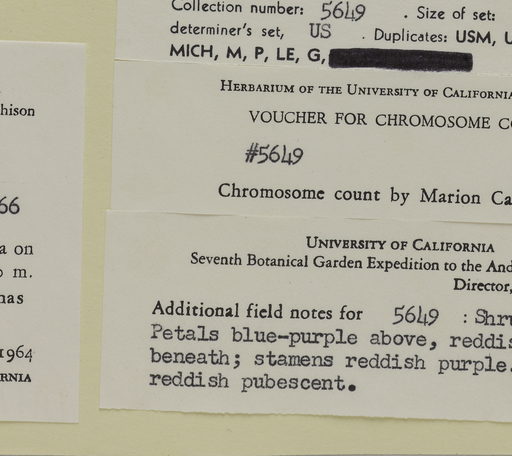 hison
66
a on
o m.
nas
1964
RNIA
Collection number: 5649 . Size of set:
determiner's set, US . Duplicates: USM, U
MICH, M, P, LE, G,
HERBARIUM OF THE UNIVERSITY OF CALIFORNIA
VOUCHER FOR CHROMOSOME CO
#5649
Chromosome count by Marion Ca
UNIVERSITY OF CALIFORNIA
Seventh Botanical Garden Expedition to the And
Director,
Additional field notes for 5649 : Shru
Petals blue-purple above, reddis
beneath; stamens reddish purple.
reddish pubescent.